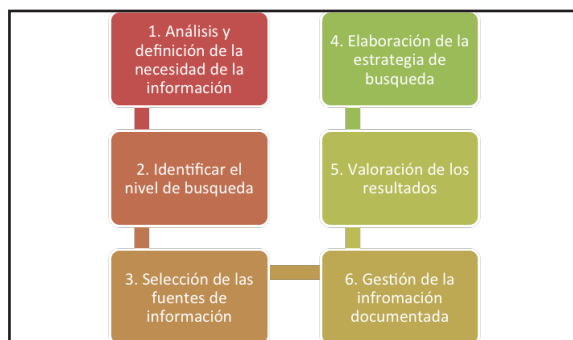 1. Análisis y
definición de la
necesidad de la
información
2. Identificar el
nivel de busqueda
3. Selección de las
fuentes de
información
4. Elaboración de la
estrategia de
busqueda
5. Valoración de los
resultados
6. Gestión de la
infromación
documentada